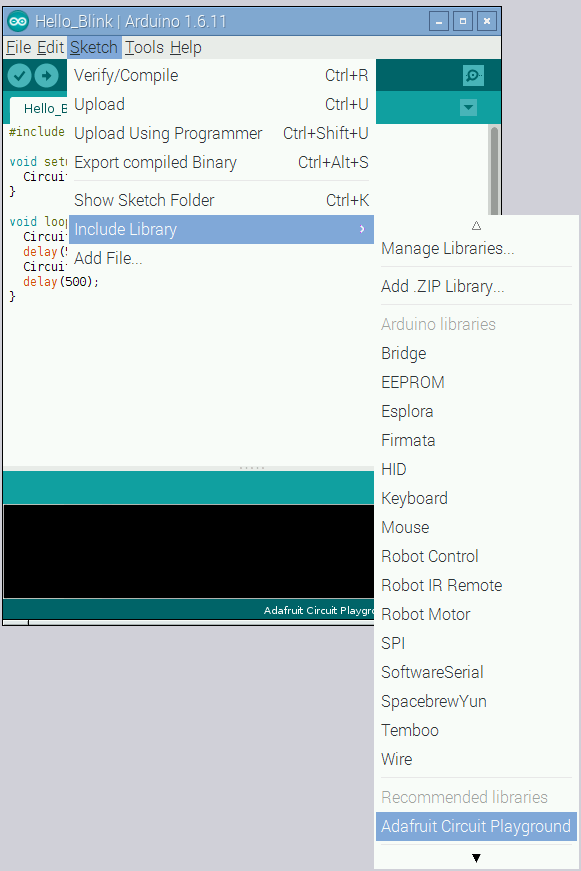 Hello_Blink | Arduino 1.6.11
File Edit Sketch Tools Help
Verify/Compile Ctrl+R
Upload Ctrl+U
Upload Using Programmer Ctrl+Shift+U
Export compiled Binary Ctrl+Alt+S
Show Sketch Folder Ctrl+K
Include Library
Add File...
Hello_B
#include
void setu
Circui
}
void loop
Circui
delay(5
Circui
delay(500);
}
Adafruit Circuit Playgro
Manage Libraries...
Add .ZIP Library...
Arduino libraries
Bridge
EEPROM
Esplora
Firmata
HID
Keyboard
Mouse
Robot Control
Robot IR Remote
Robot Motor
SPI
SoftwareSerial
SpacebrewYun
Temboo
Wire
Recommended libraries
Adafruit Circuit Playground